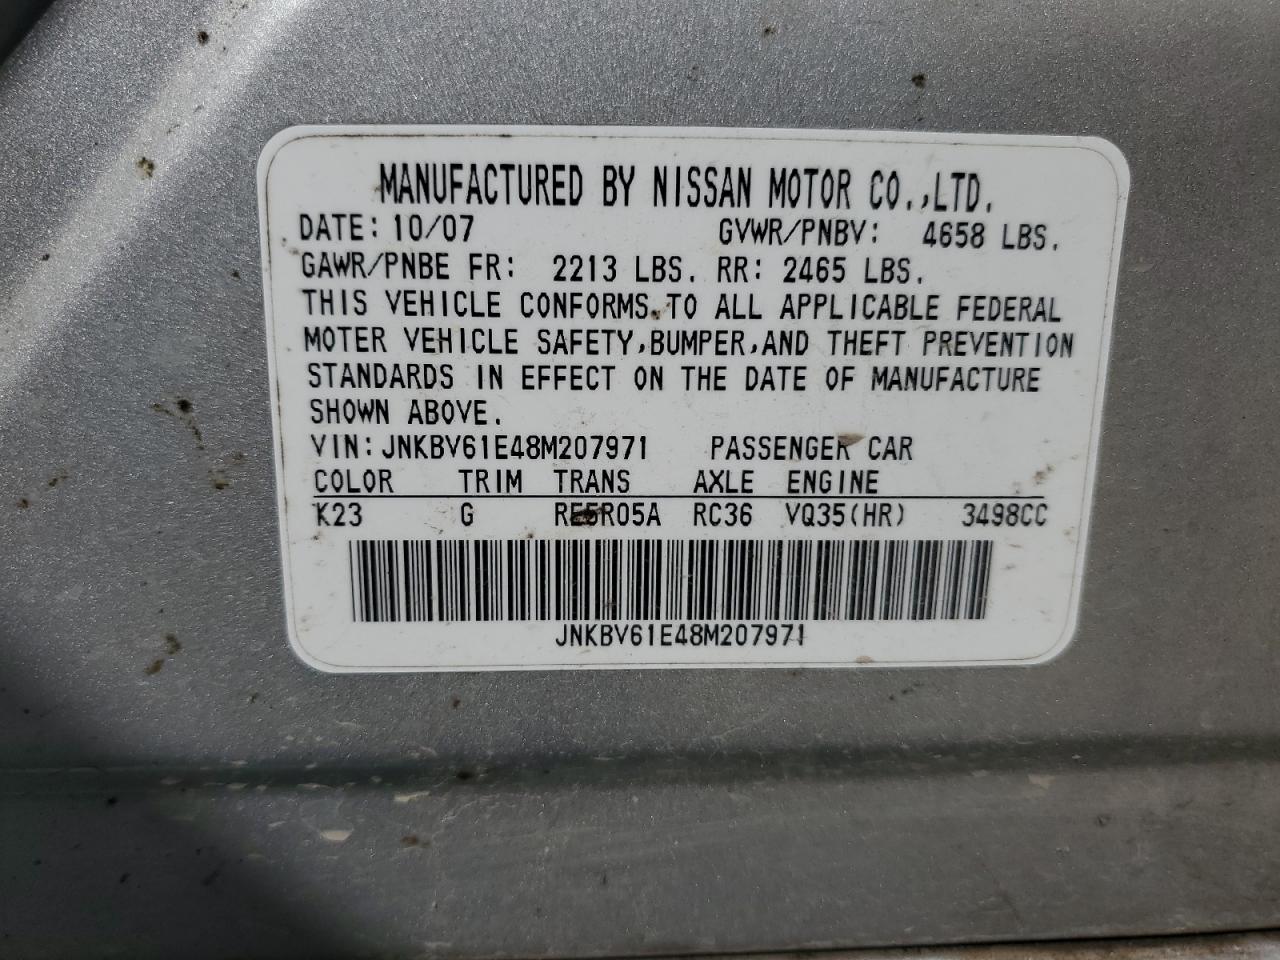 MANUFACTURED BY NISSAN MOTOR CO.,LTD.
DATE: 10/07 GVWR/PNBV: 4658 LBS.
GAWR/PNBE FR: 2213 LBS. RR: 2465 LBS.
THIS VEHICLE CONFORMS TO ALL APPLICABLE FEDERAL
MOTER VEHICLE SAFETY,BUMPER,AND THEFT PREVENTION
STANDARDS IN EFFECT ON THE DATE OF MANUFACTURE
SHOWN ABOVE.
VIN:JNKBV61E48M207971 PASSENGER CAR
COLOR TRIM TRANS AXLE ENGINE
K23 G RE5R05A RC36 VQ35(HR) 3498CC
JNKBV61E48M207971